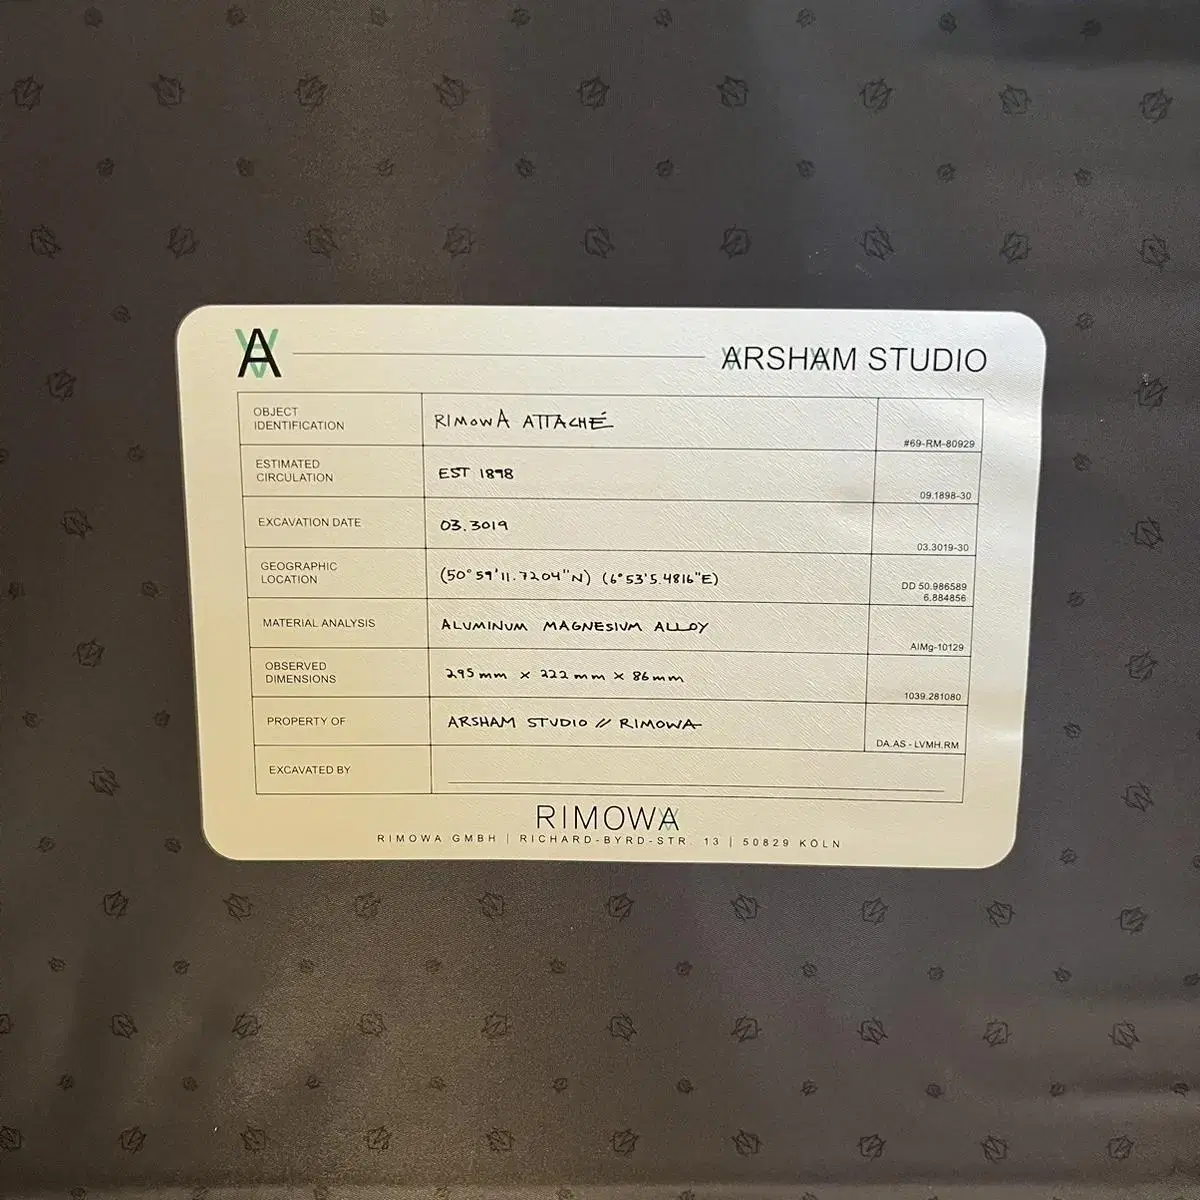 ARSHAM STUDIO
OBJECT
IDENTIFICATION
RIMOWA ATTACHÉ
#69-RM-80929
ESTIMATED
CIRCULATION
EST 1898
09.1898-30
EXCAVATION DATE
03.3019
03.3019-30
GEOGRAPHIC
LOCATION
(50°59'11.7204"N) (6°53'5.4816"E)
DD 50.986589
6.884856
MATERIAL ANALYSIS
ALUMINUM MAGNESIUM ALLOY
AlMg-10129
OBSERVED
DIMENSIONS
295mm x 222mm x 86mm
1039.281080
PROPERTY OF
ARSHAM STUDIO // RIMOWA
DA.AS - LVMH.RM
EXCAVATED BY
RIMOWA
RIMOWA GMBH | RICHARD-BYRD-STR. 13 | 50829 KÖLN